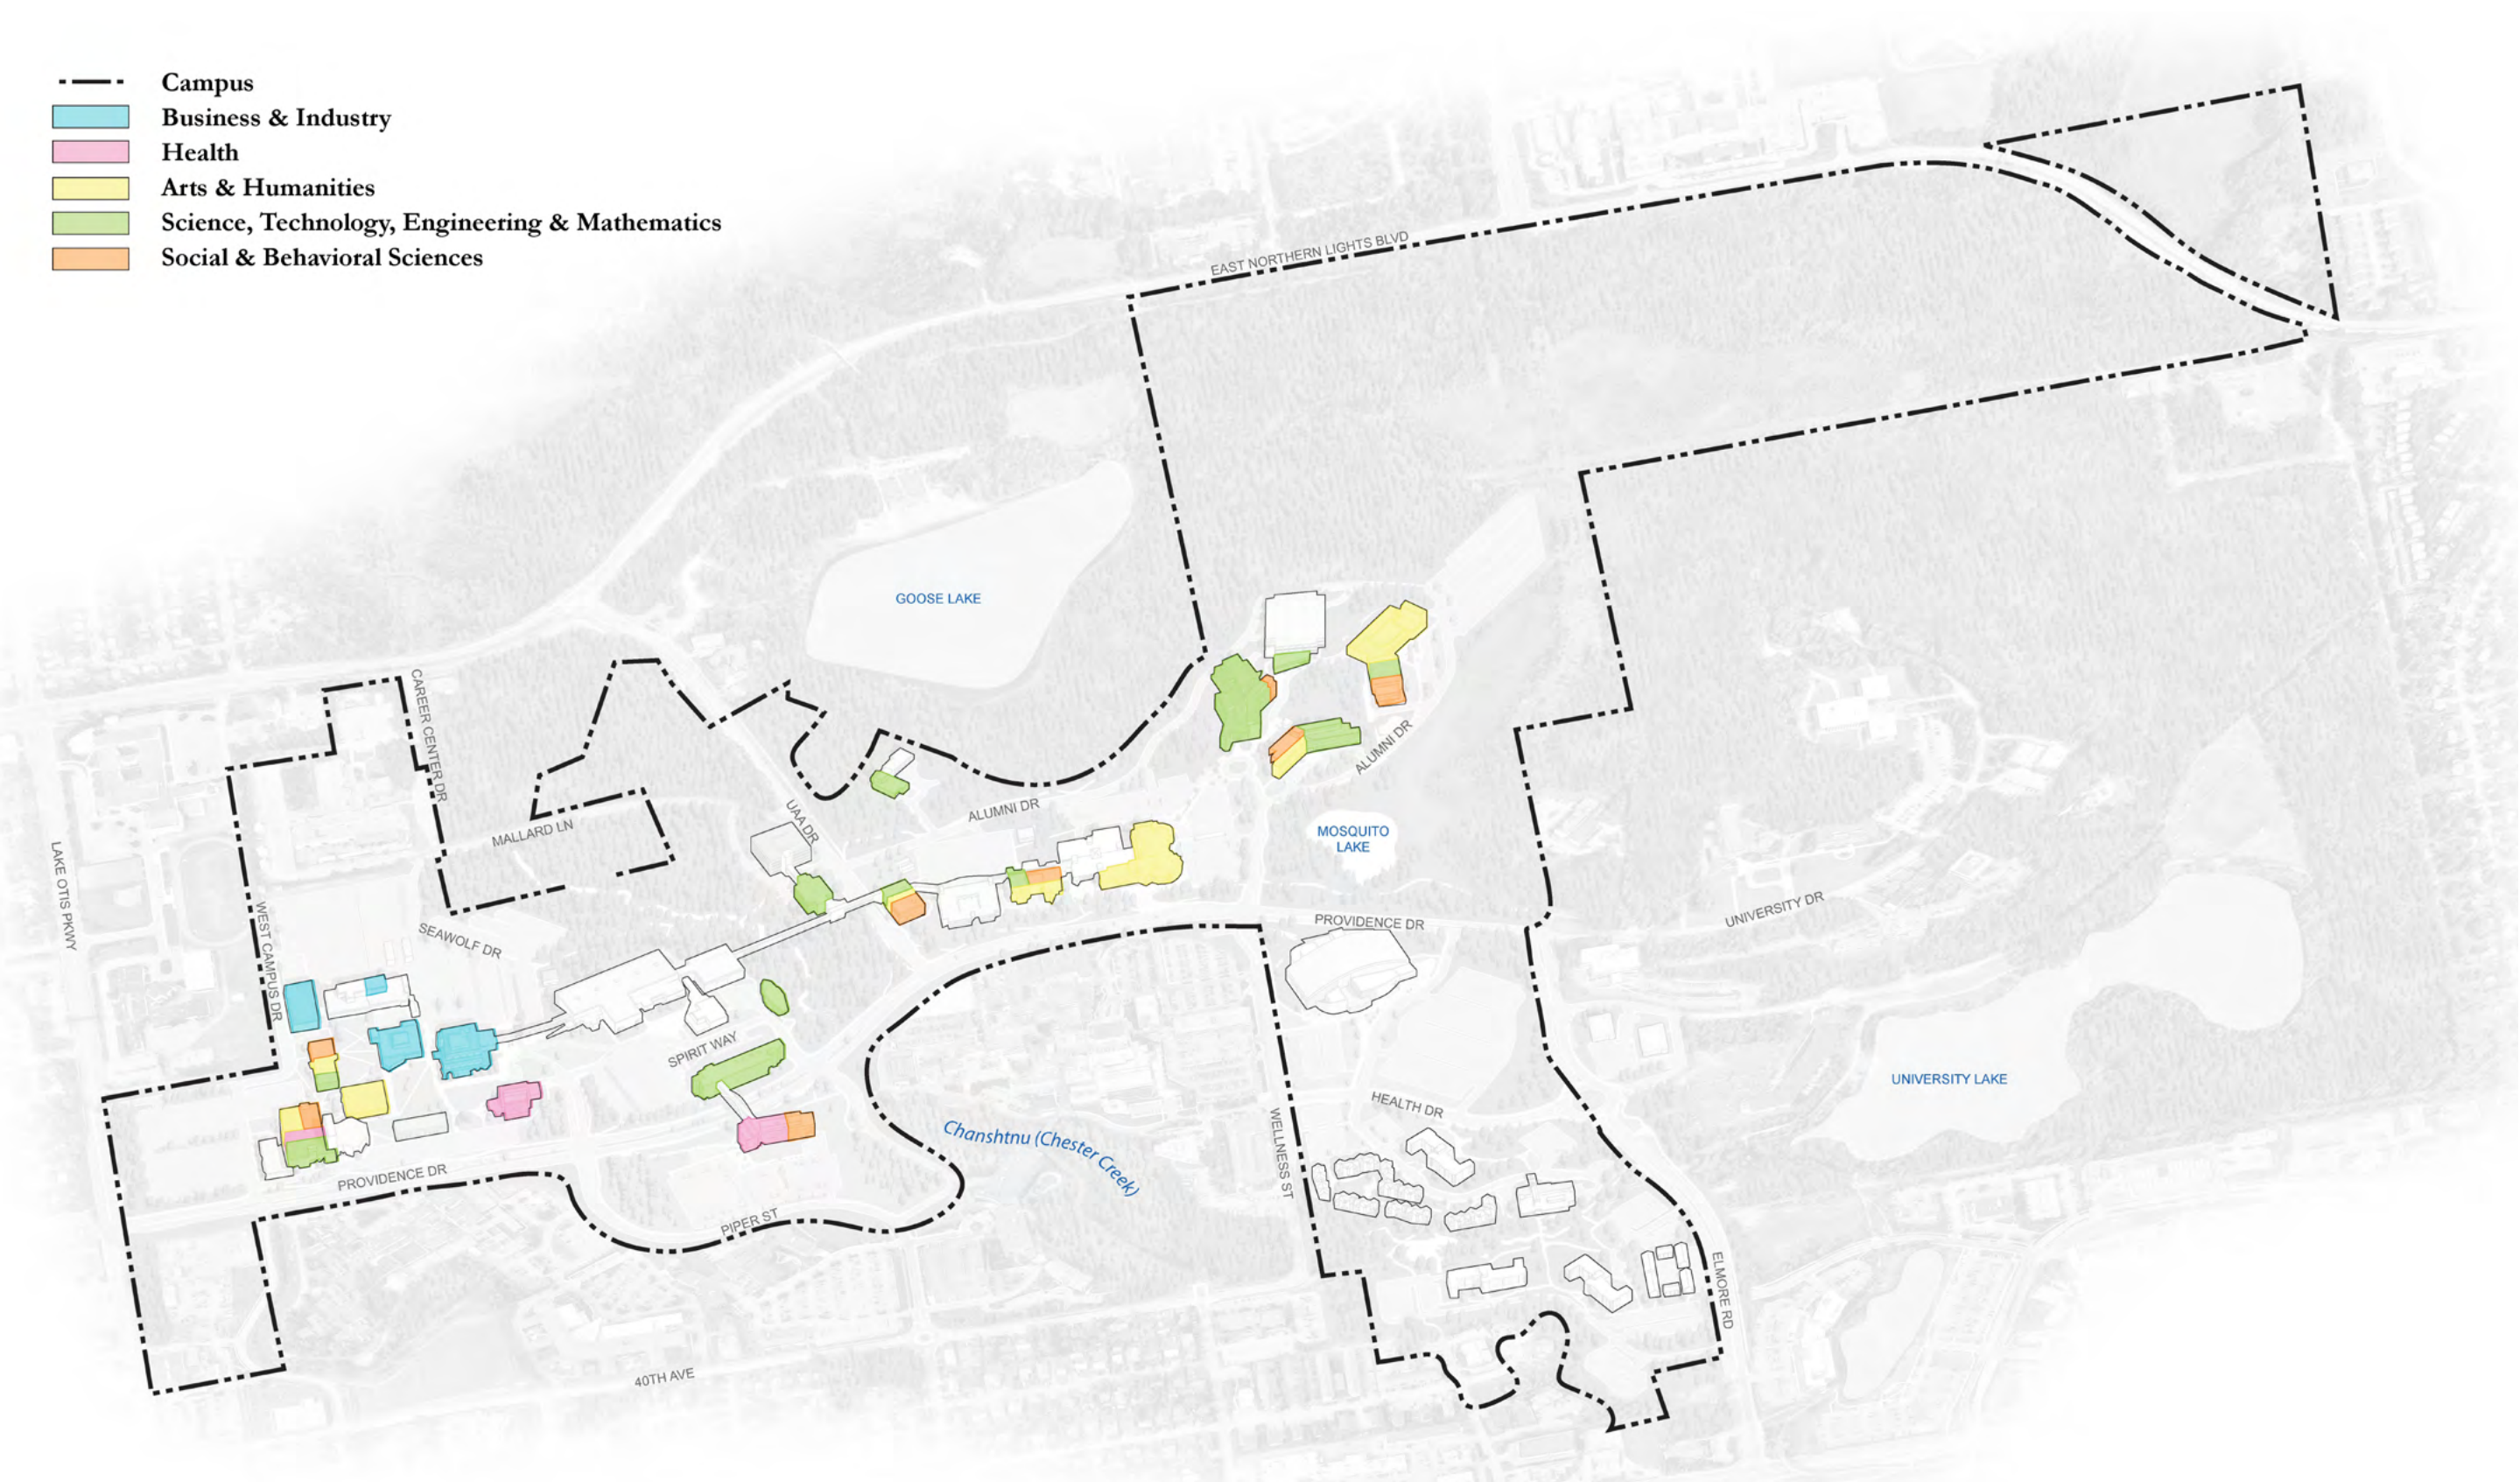 Campus
Business & Industry
Health
Arts & Humanities
Science, Technology, Engineering & Mathematics
Social & Behavioral Sciences
EAST NORTHERN LIGHTS BLVD
GOOSE LAKE
CAREER CENTER DR
MALLARD LN
UAA DR
ALUMNI DR
ALUMNI DR
MOSQUITO
LAKE
LAKE OTIS PKWY
WEST CAMPUS DR
SEAWOLF DR
PROVIDENCE DR
UNIVERSITY DR
SPIRIT WAY
UNIVERSITY LAKE
HEALTH DR
Chanshtnu (Chester Creek)
WELLNESS ST
PROVIDENCE DR
PIPER ST
ELMORE RD
40TH AVE